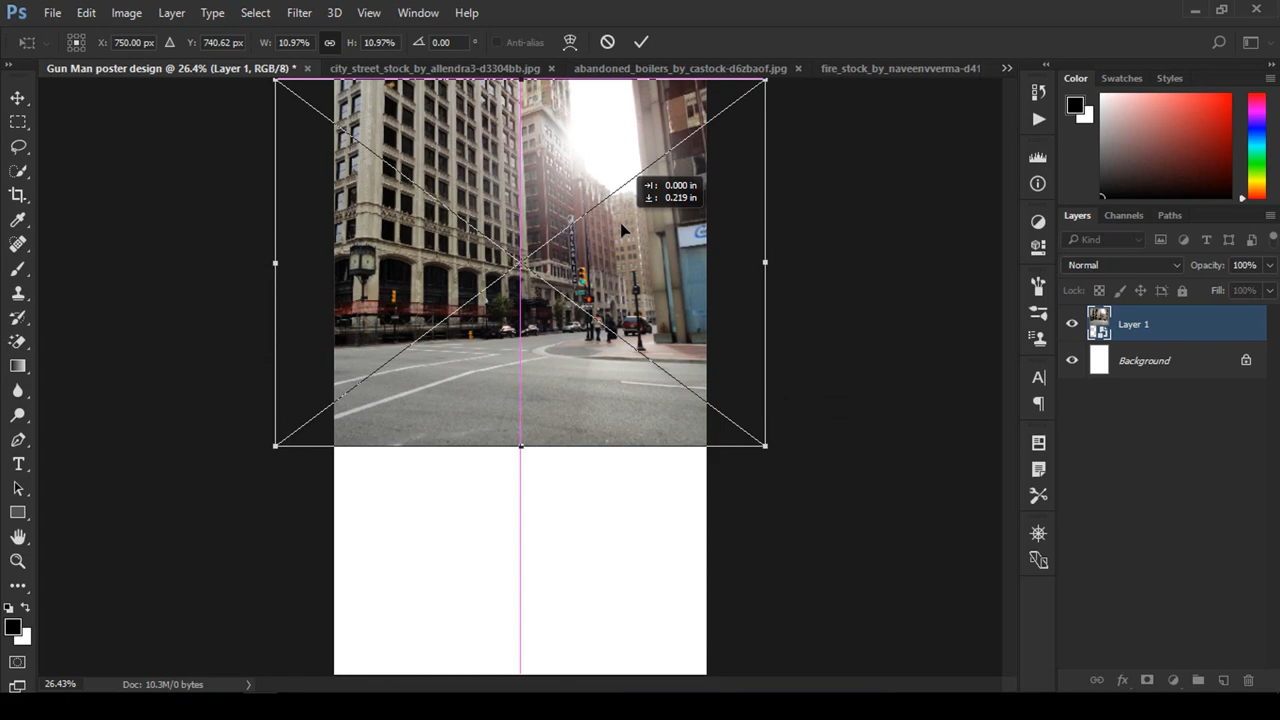 Ps File Edit Image Layer Type Select Filter 3D View Window Help
X: 750.00 px Y: 740.62 px W: 10.97% H: 10.97% 0.00 ° Anti-alias
Gun Man poster design @ 26.4% (Layer 1, RGB/8) * × city_street_stock_by_allendra3-d3304bb.jpg × abandoned_boilers_by_castock-d6zbaof.jpg × fire_stock_by_naveenvverma-d41 >>
Color Swatches Styles
0.000 in
0.219 in
Layers Channels Paths
Kind
Normal Opacity: 100%
Lock: Fill: 100%
Layer 1
Background
26.43% Doc: 10.3M/0 bytes